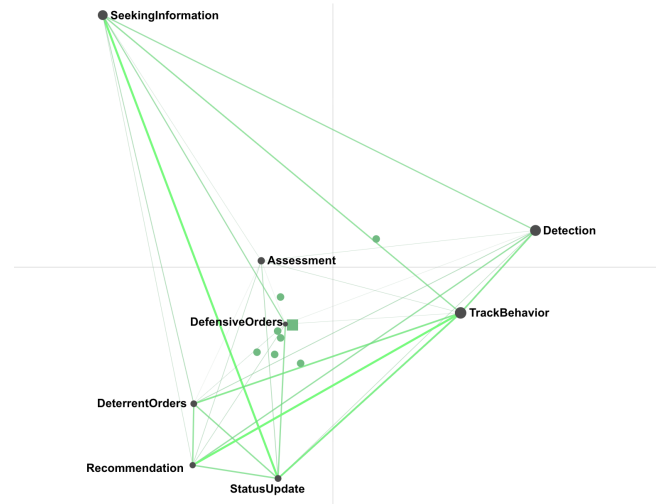 SeekingInformation
Detection
Assessment
TrackBehavior
DefensiveOrders
DeterrentOrders
Recommendation
StatusUpdate